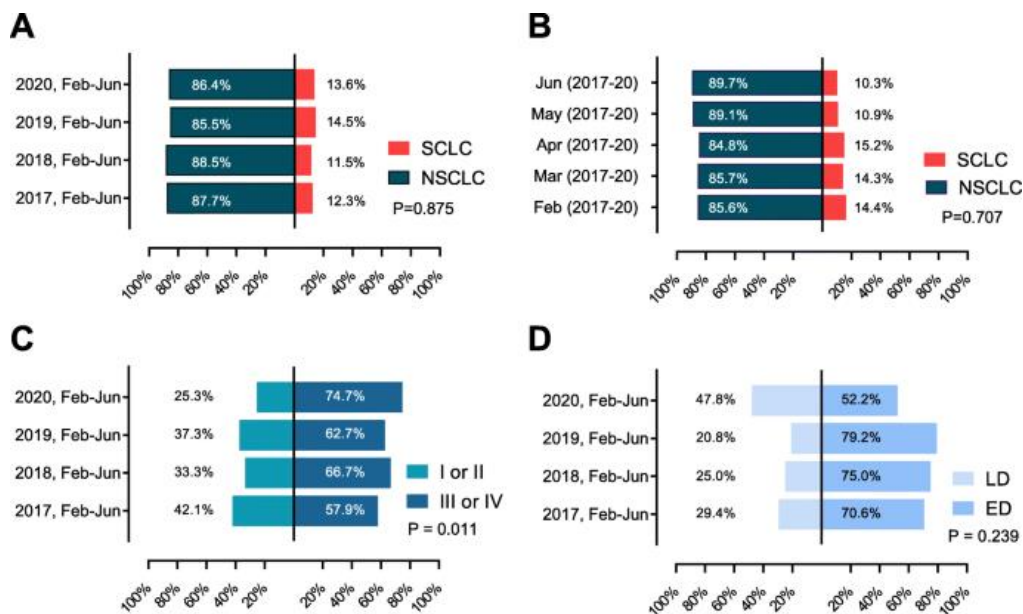 A
2020, Feb-Jun 86.4% 13.6%
2019, Feb-Jun 85.5% 14.5%
2018, Feb-Jun 88.5% 11.5%
2017, Feb-Jun 87.7% 12.3%
SCLC
NSCLC
P=0.875
100% 80% 60% 40% 20% 20% 40% 60% 80% 100%
B
Jun (2017-20) 89.7% 10.3%
May (2017-20) 89.1% 10.9%
Apr (2017-20) 84.8% 15.2%
Mar (2017-20) 85.7% 14.3%
Feb (2017-20) 85.6% 14.4%
SCLC
NSCLC
P=0.707
100% 80% 60% 40% 20% 20% 40% 60% 80% 100%
C
2020, Feb-Jun 25.3% 74.7%
2019, Feb-Jun 37.3% 62.7%
2018, Feb-Jun 33.3% 66.7%
2017, Feb-Jun 42.1% 57.9%
I or II
III or IV
P = 0.011
100% 80% 60% 40% 20% 20% 40% 60% 80% 100%
D
2020, Feb-Jun 47.8% 52.2%
2019, Feb-Jun 20.8% 79.2%
2018, Feb-Jun 25.0% 75.0%
2017, Feb-Jun 29.4% 70.6%
LD
ED
P = 0.239
100% 80% 60% 40% 20% 20% 40% 60% 80% 100%